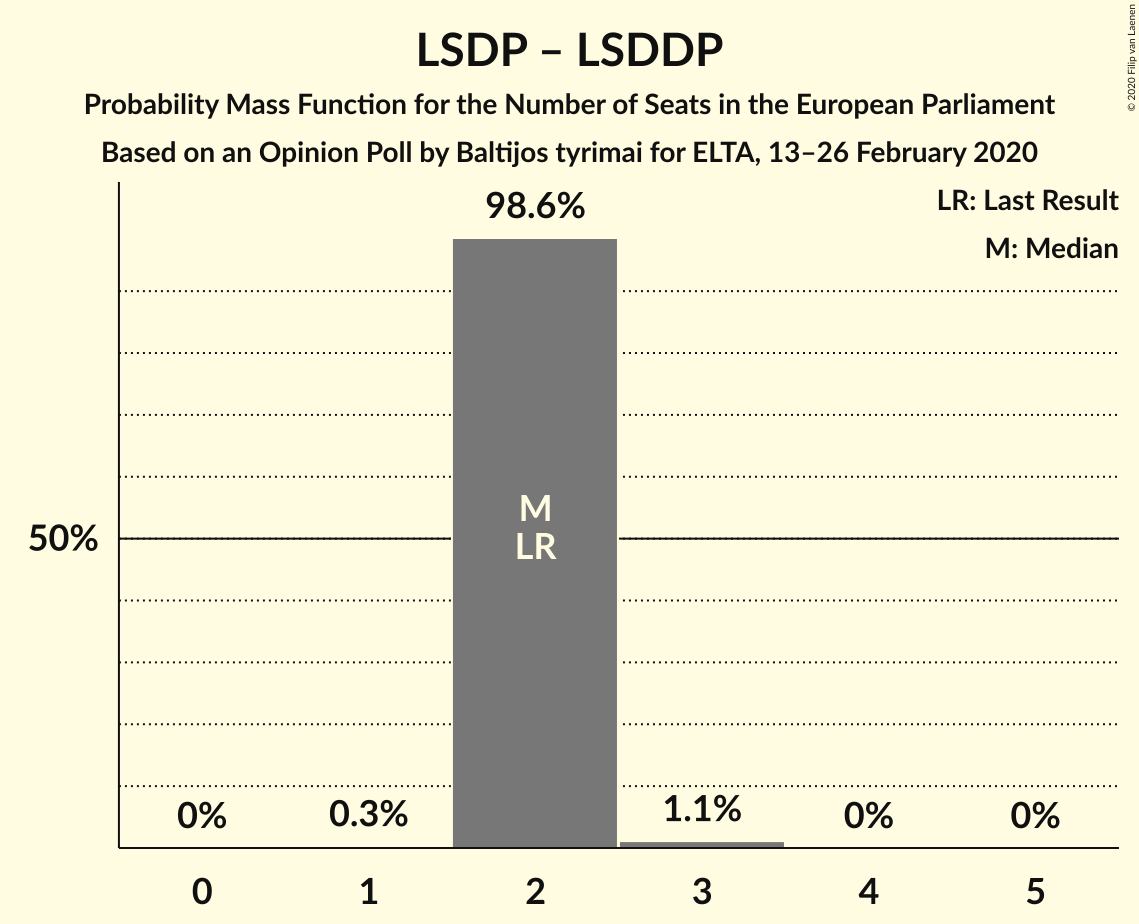 LSDP – LSDDP
Probability Mass Function for the Number of Seats in the European Parliament
Based on an Opinion Poll by Baltijos tyrimai for ELTA, 13–26 February 2020
© 2020 Filip van Laenen
LR: Last Result
M: Median
98.6%
M
LR
50%
0%
0.3%
1.1%
0%
0%
0
1
2
3
4
5